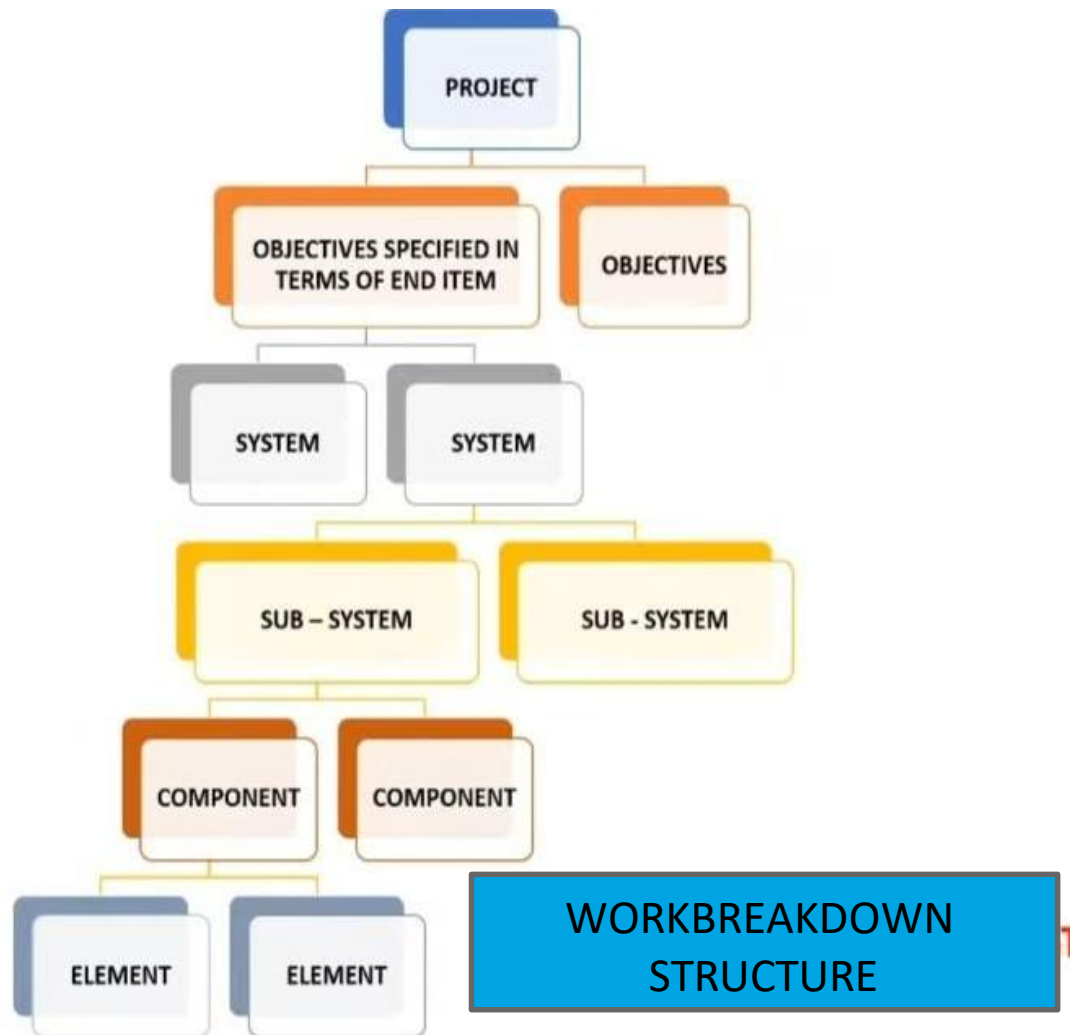 PROJECT
OBJECTIVES SPECIFIED IN
TERMS OF END ITEM
OBJECTIVES
SYSTEM
SYSTEM
SUB – SYSTEM
SUB - SYSTEM
COMPONENT
COMPONENT
ELEMENT
ELEMENT
WORKBREAKDOWN
STRUCTURE